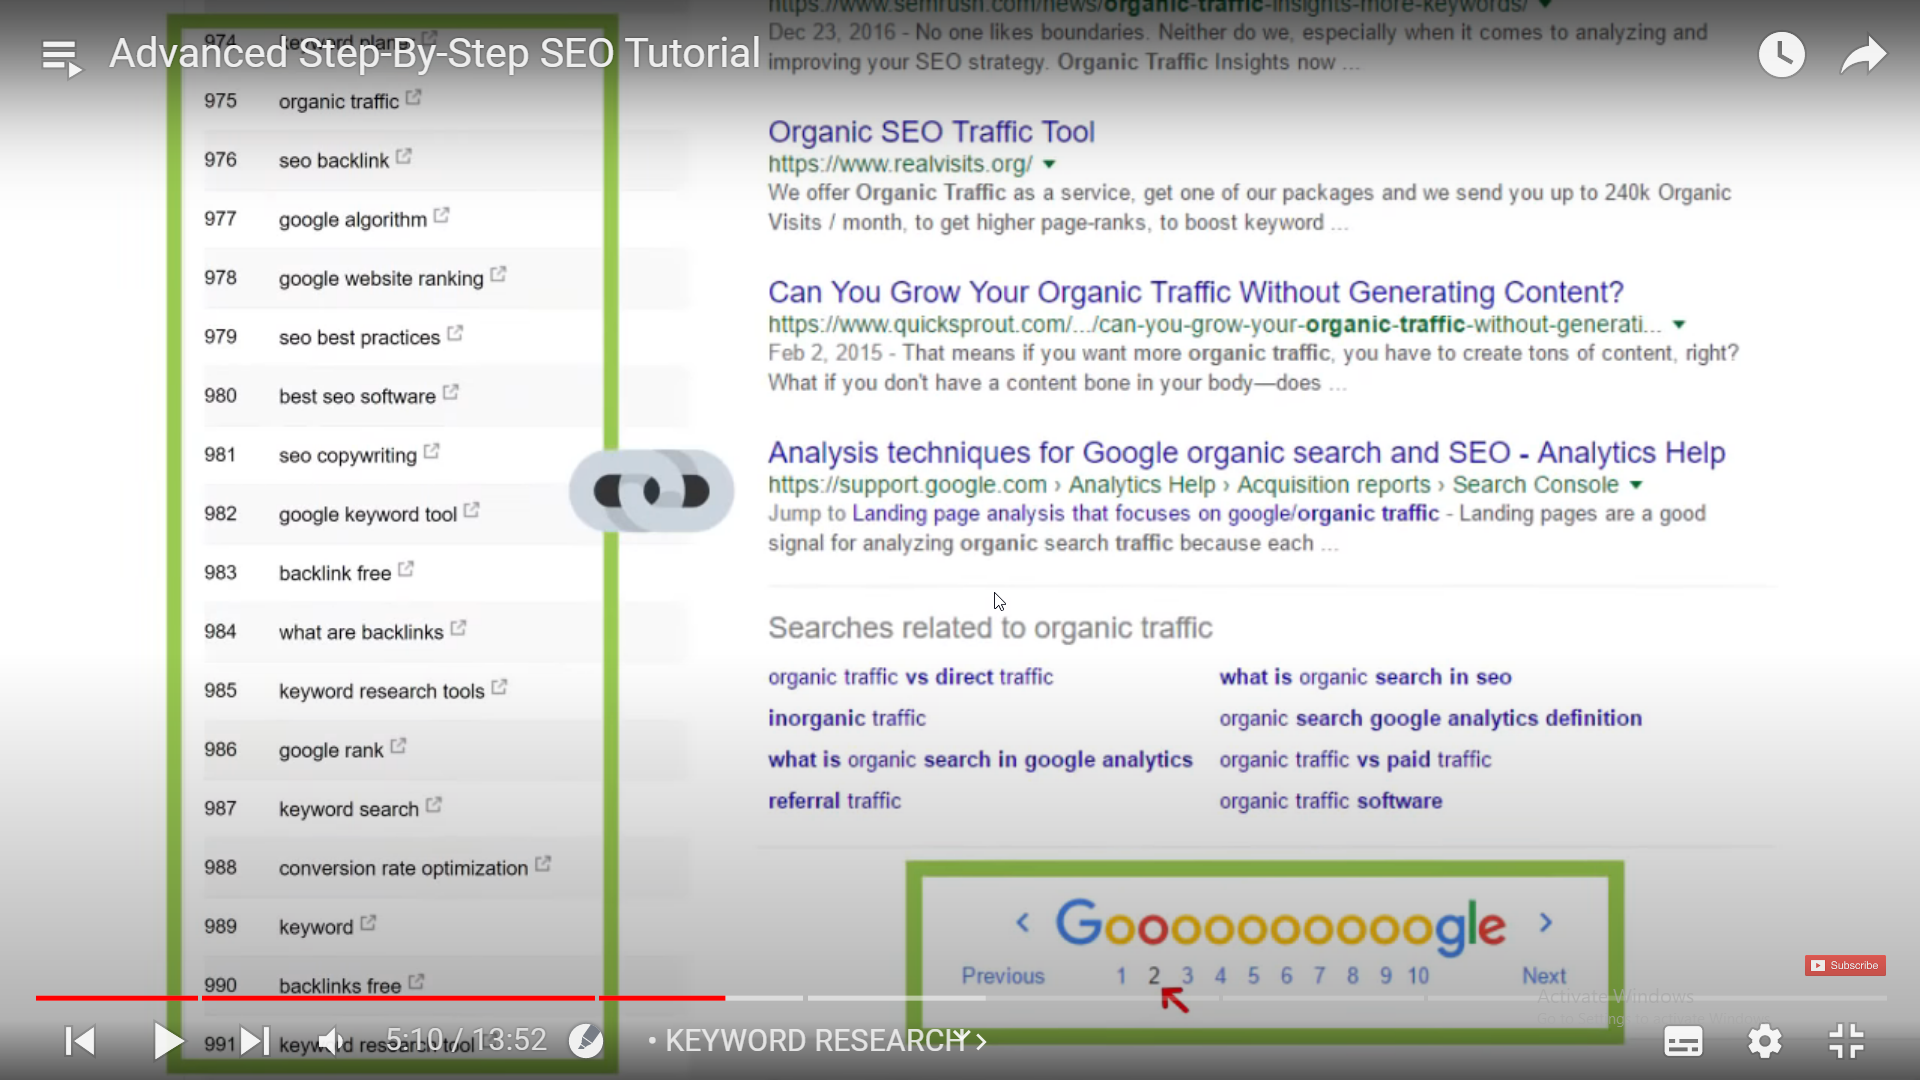 https://www.semrush.com/news/organic-traffic-insights-more-keywords/
974 keyword planer
Advanced Step-By-Step SEO Tutorial
Dec 23, 2016 - No one likes boundaries. Neither do we, especially when it comes to analyzing and
improving your SEO strategy. Organic Traffic Insights now ...
975 organic traffic
976 seo backlink
977 google algorithm
978 google website ranking
979 seo best practices
980 best seo software
981 seo copywriting
982 google keyword tool
983 backlink free
984 what are backlinks
985 keyword research tools
986 google rank
987 keyword search
988 conversion rate optimization
989 keyword
990 backlinks free
991 keyword research tool
Organic SEO Traffic Tool
https://www.realvisits.org/
We offer Organic Traffic as a service, get one of our packages and we send you up to 240k Organic
Visits / month, to get higher page-ranks, to boost keyword ...
Can You Grow Your Organic Traffic Without Generating Content?
https://www.quicksprout.com/.../can-you-grow-your-organic-traffic-without-generati...
Feb 2, 2015 - That means if you want more organic traffic, you have to create tons of content, right?
What if you don't have a content bone in your body—does ...
Analysis techniques for Google organic search and SEO - Analytics Help
https://support.google.com › Analytics Help › Acquisition reports › Search Console
Jump to Landing page analysis that focuses on google/organic traffic - Landing pages are a good
signal for analyzing organic search traffic because each ...
Searches related to organic traffic
organic traffic vs direct traffic
what is organic search in seo
inorganic traffic
organic search google analytics definition
what is organic search in google analytics
organic traffic vs paid traffic
referral traffic
organic traffic software
Goooooooooogle
Previous 1 2 3 4 5 6 7 8 9 10 Next
Subscribe
Activate Windows
Go to Settings to activate Windows.
5:10 / 13:52
• KEYWORD RESEARCH